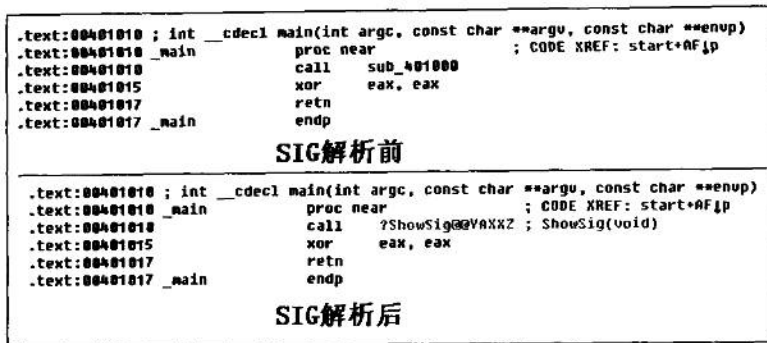 .text:00401010 ; int __cdecl main(int argc, const char **argv, const char **envp)
.text:00401010 _main proc near ; CODE XREF: start+AF↓p
.text:00401010 call sub_401000
.text:00401015 xor eax, eax
.text:00401017 retn
.text:00401017 _main endp
SIG解析前
.text:00401010 ; int __cdecl main(int argc, const char **argv, const char **envp)
.text:00401010 _main proc near ; CODE XREF: start+AF↓p
.text:00401010 call ?ShowSig@@YAXXZ ; ShowSig(void)
.text:00401015 xor eax, eax
.text:00401017 retn
.text:00401017 _main endp
SIG解析后